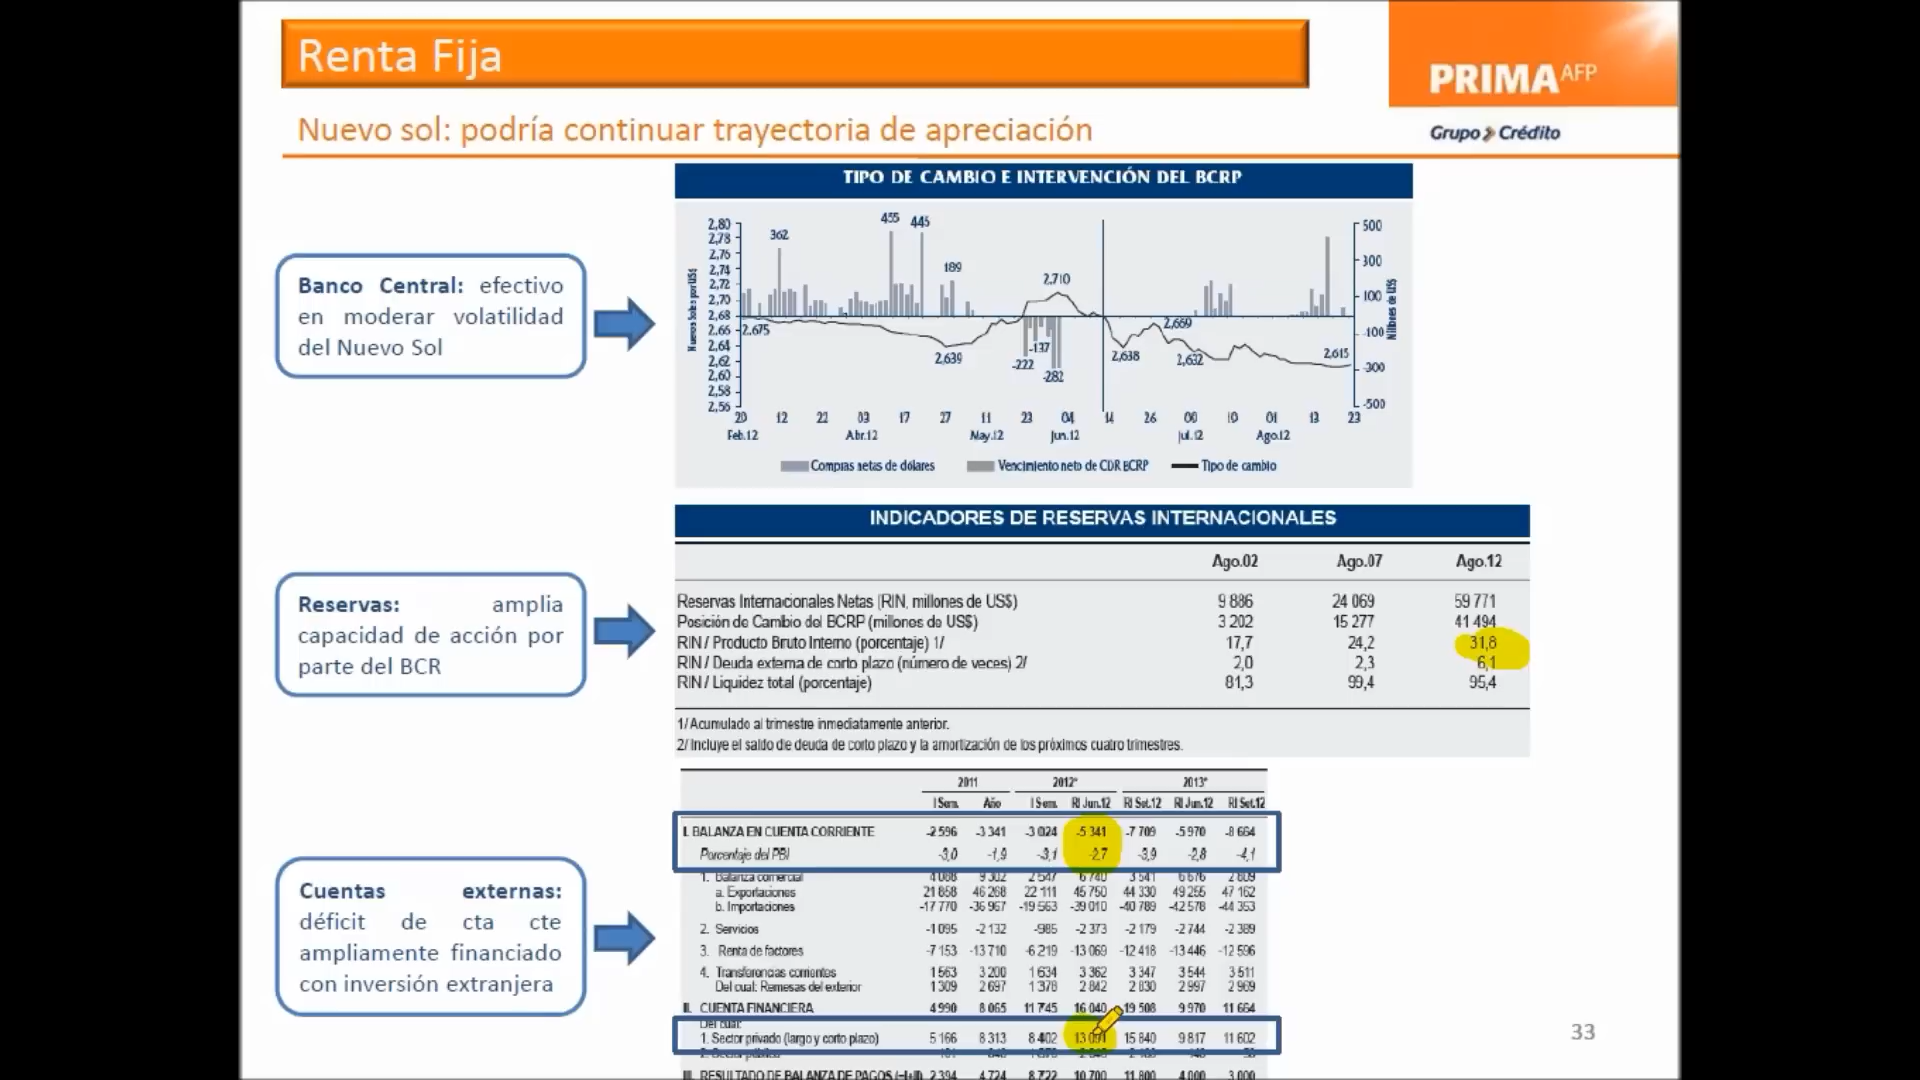 Renta Fija
PRIMA AFP
Grupo Crédito
Nuevo sol: podría continuar trayectoria de apreciación
TIPO DE CAMBIO E INTERVENCIÓN DEL BCRP
Banco Central: efectivo
en moderar volatilidad
del Nuevo Sol
2,80
2,78
2,76
2,74
2,72
2,70
2,68
2,66
2,64
2,62
2,60
2,58
2,56
500
300
100
-100
-300
-500
Millones de US$
362
455
445
189
2,710
2,675
2,639
-222
-137
-282
2,638
2,669
2,632
2,615
20 12 22 03 17 27 11 23 04 14 26 01 13 23
Feb.12 Abr.12 May.12 Jun.12 Jul.12 Ago.12
Compras netas de dólares Vencimiento neto de CDR BCRP Tipo de cambio
INDICADORES DE RESERVAS INTERNACIONALES
Ago.02 Ago.07 Ago.12
Reservas Internacionales Netas (RIN, millones de US$) 9 886 24 069 59 771
Posición de Cambio del BCRP (millones de US$) 3 202 15 277 41 494
RIN / Producto Bruto Interno (porcentaje) 1/ 17,7 24,2 31,8
RIN / Deuda externa de corto plazo (número de veces) 2/ 2,0 2,3 6,1
RIN / Liquidez total (porcentaje) 81,3 99,4 95,4
1/ Acumulado al trimestre inmediatamente anterior.
2/ Incluye el saldo de deuda de corto plazo y la amortización de los próximos cuatro trimestres.
Reservas: amplia
capacidad de acción por
parte del BCR
2011 2012* 2013*
I Sem. Año I Sem. RI Jun.12 RI Set.12 RI Jun.12 RI Set.12
I. BALANZA EN CUENTA CORRIENTE -2 596 -3 341 -3 024 -5 341 -7 709 -5 970 -8 664
Porcentaje del PBI -3,0 -1,9 -3,1 -2,7 -3,9 -2,8 -4,1
1. Balanza comercial 4 088 9 302 2 547 6 740 3 541 6 676 2 809
a. Exportaciones 21 858 46 268 22 111 45 750 44 330 49 255 47 162
b. Importaciones -17 770 -36 967 -19 563 -39 010 -40 789 -42 578 -44 353
2. Servicios -1 095 -2 132 -985 -2 373 -2 179 -2 744 -2 389
3. Renta de factores -7 153 -13 710 -6 219 -13 069 -12 418 -13 446 -12 596
4. Transferencias corrientes 1 563 3 200 1 634 3 362 3 347 3 544 3 511
Del cual: Remesas del exterior 1 309 2 697 1 378 2 842 2 830 2 997 2 969
II. CUENTA FINANCIERA 4 990 8 065 11 745 16 040 19 508 9 970 11 664
Del cual:
1. Sector privado (largo y corto plazo) 5 166 8 313 8 402 13 091 15 840 9 817 11 602
2. Sector público
III. RESULTADO DE BALANZA DE PAGOS (=I+II) 2 394 4 724 8 722 10 700 11 800 4 000 3 000
Cuentas externas:
déficit de cta cte
ampliamente financiado
con inversión extranjera
33